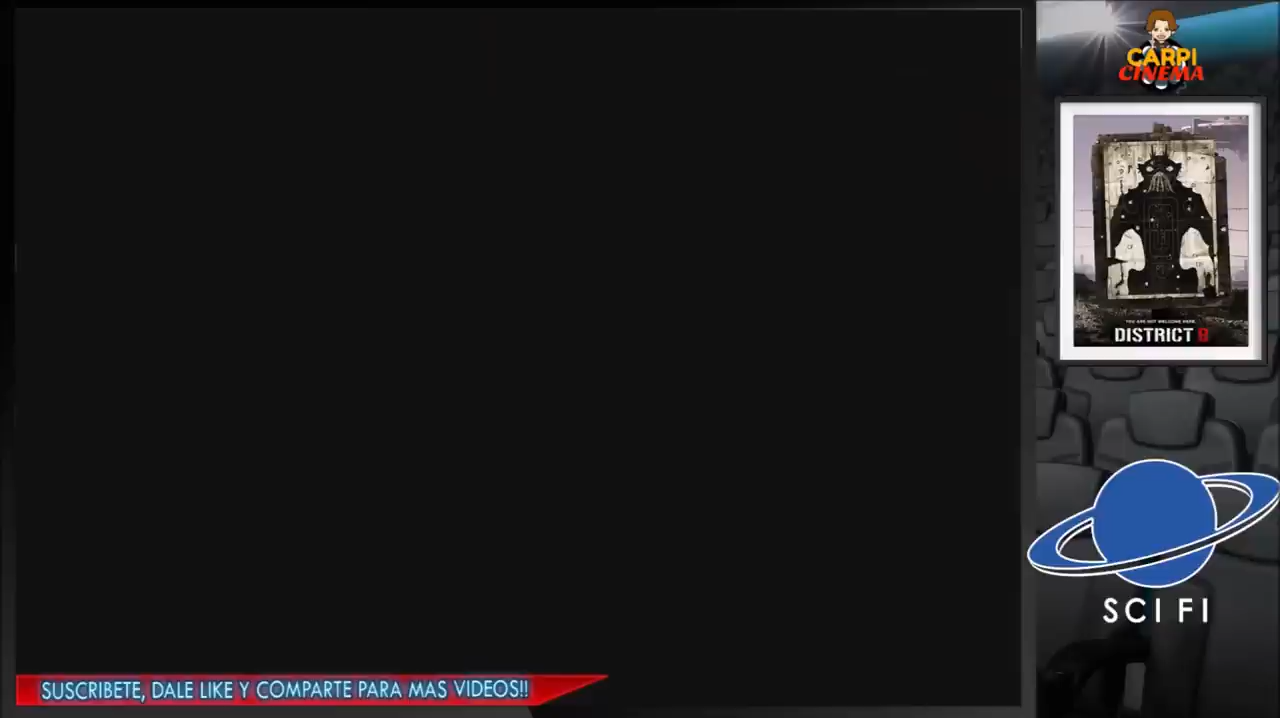 CARPI
CINEMA
YOU ARE NOT WELCOME HERE.
DISTRICT 9
SCI FI
SUSCRIBETE, DALE LIKE Y COMPARTE PARA MAS VIDEOS!!